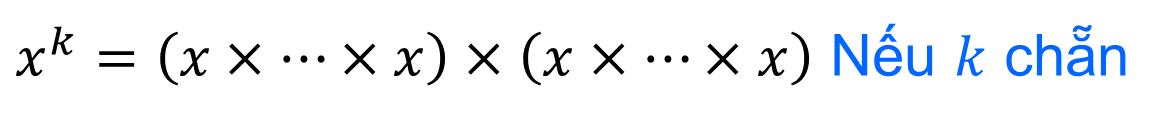 x^k = (x × ⋯ × x) × (x × ⋯ × x) Nếu k chẵn